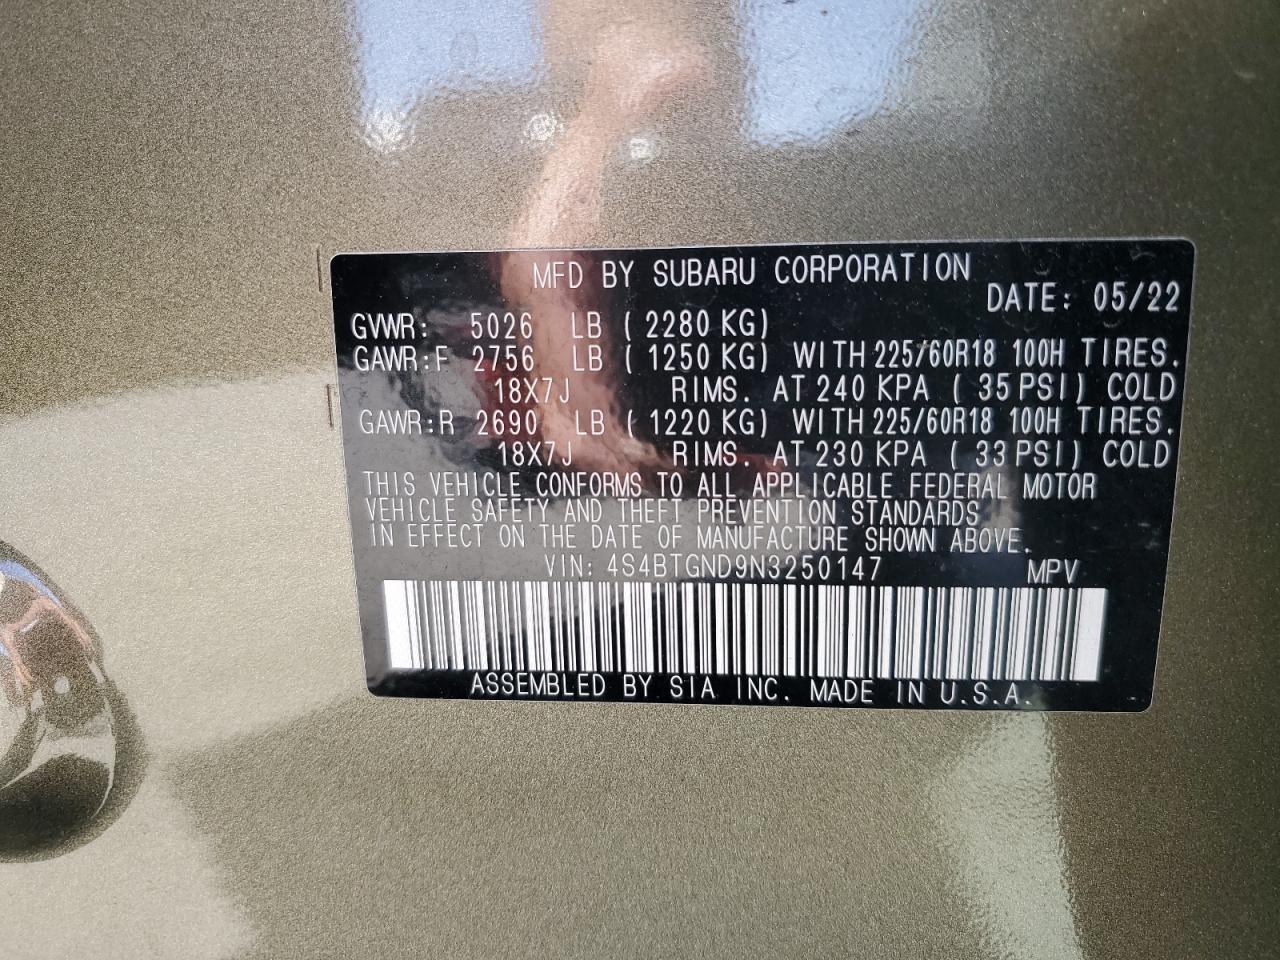 MFD BY SUBARU CORPORATION
DATE: 05/22
GVWR: 5026 LB ( 2280 KG)
GAWR:F 2756 LB ( 1250 KG) WITH 225/60R18 100H TIRES.
18X7J RIMS. AT 240 KPA ( 35 PSI) COLD
GAWR:R 2690 LB ( 1220 KG) WITH 225/60R18 100H TIRES.
18X7J RIMS. AT 230 KPA ( 33 PSI) COLD
THIS VEHICLE CONFORMS TO ALL APPLICABLE FEDERAL MOTOR
VEHICLE SAFETY AND THEFT PREVENTION STANDARDS
IN EFFECT ON THE DATE OF MANUFACTURE SHOWN ABOVE.
VIN: 4S4BTGND9N3250147 MPV
ASSEMBLED BY SIA INC. MADE IN U.S.A.